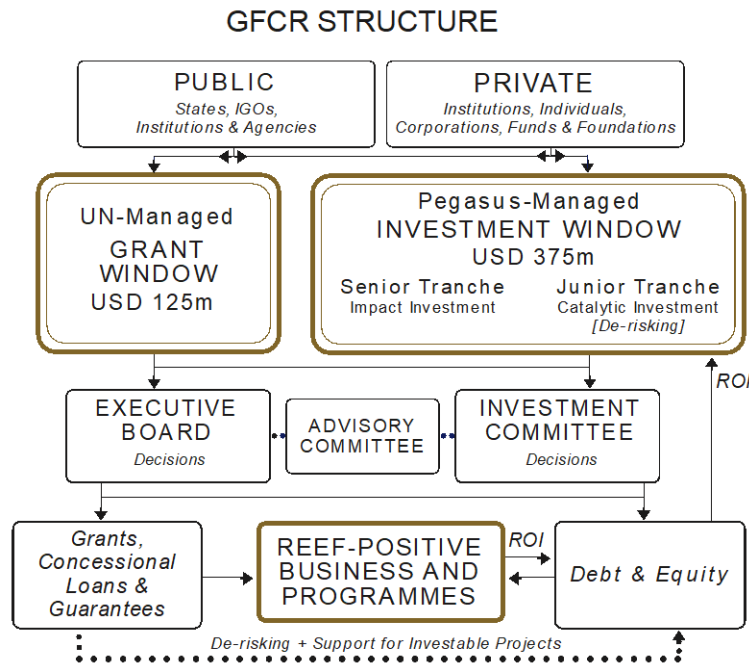 GFCR STRUCTURE
PUBLIC
States, IGOs,
Institutions & Agencies
PRIVATE
Institutions, Individuals,
Corporations, Funds & Foundations
UN-Managed
GRANT
WINDOW
USD 125m
Pegasus-Managed
INVESTMENT WINDOW
USD 375m
Senior Tranche
Impact Investment
Junior Tranche
Catalytic Investment
[De-risking]
ROI
EXECUTIVE
BOARD
Decisions
ADVISORY
COMMITTEE
INVESTMENT
COMMITTEE
Decisions
Grants,
Concessional
Loans &
Guarantees
REEF-POSITIVE
BUSINESS AND
PROGRAMMES
ROI
Debt & Equity
De-risking + Support for Investable Projects